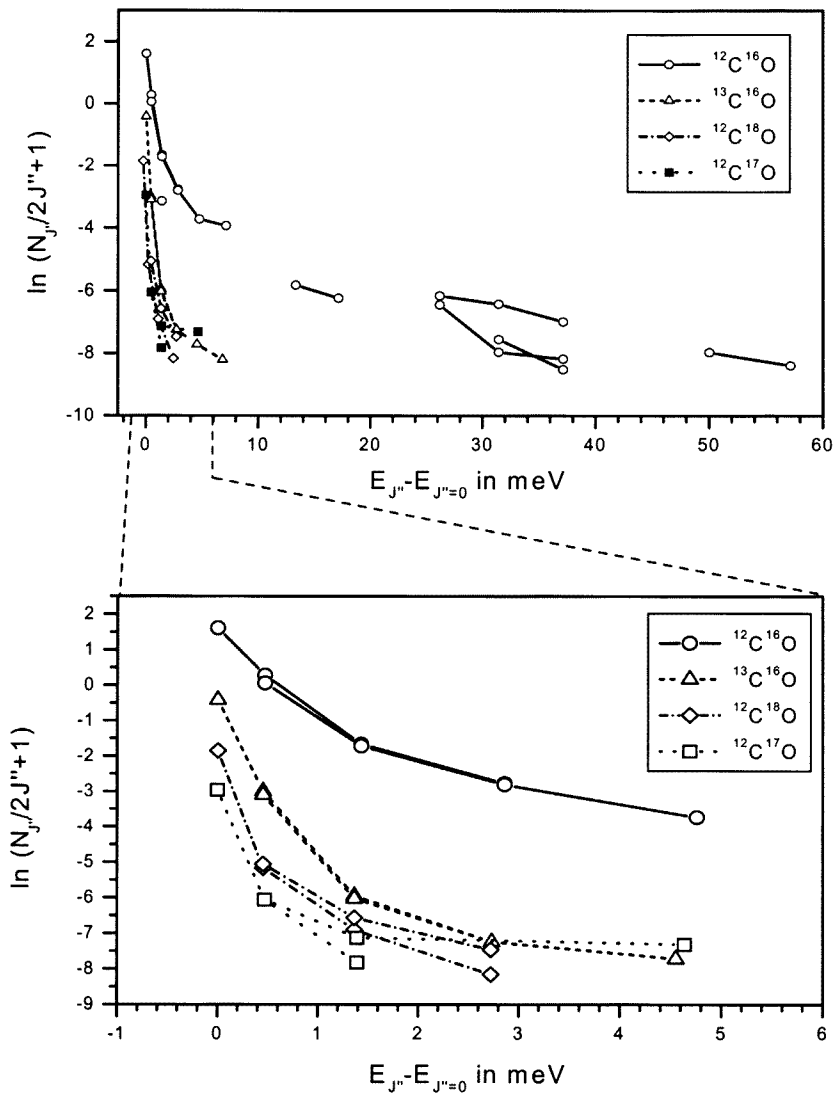 2
0
-2
-4
-6
-8
-10
ln (N_J''/2J''+1)
¹²C¹⁶O
¹³C¹⁶O
¹²C¹⁸O
¹²C¹⁷O
0 10 20 30 40 50 60
E_J''-E_J''=0 in meV
2
1
0
-1
-2
-3
-4
-5
-6
-7
-8
-9
ln (N_J''/2J''+1)
¹²C¹⁶O
¹³C¹⁶O
¹²C¹⁸O
¹²C¹⁷O
-1 0 1 2 3 4 5 6
E_J''-E_J''=0 in meV